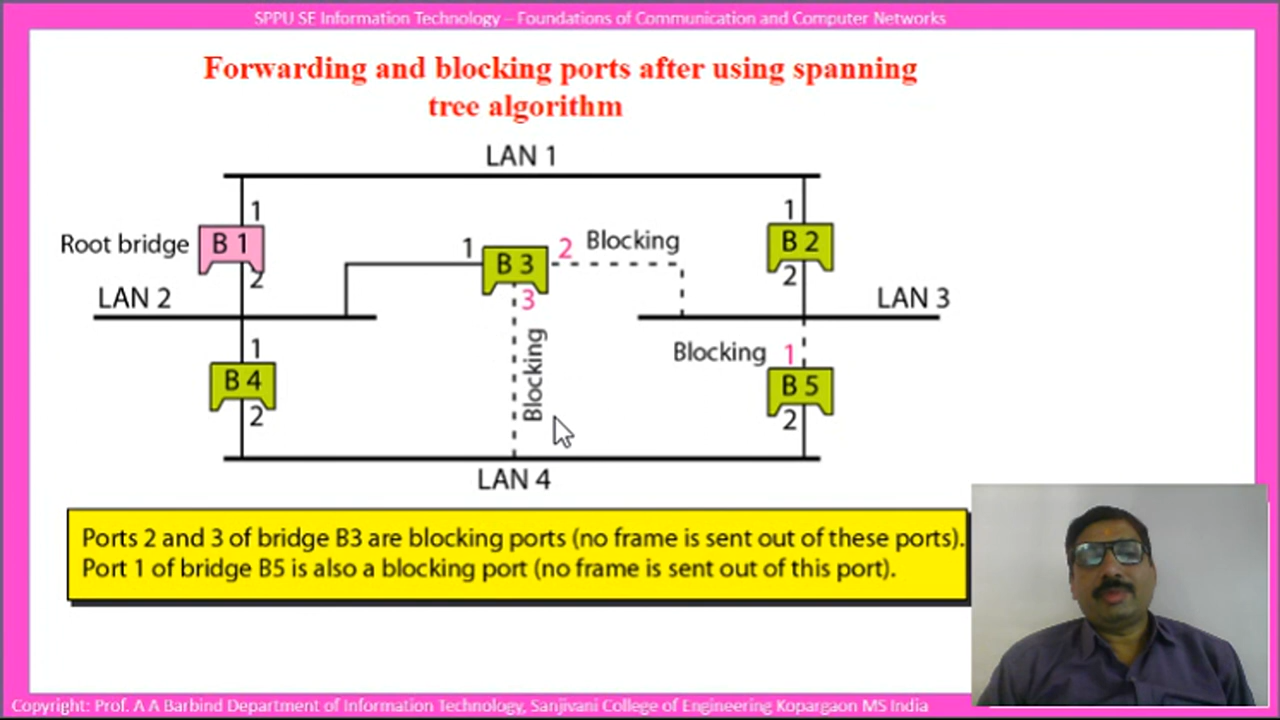 SPPU SE Information Technology – Foundations of Communication and Computer Networks
Forwarding and blocking ports after using spanning
tree algorithm
LAN 1
1
1
Root bridge
B 1
1
B 3
2
Blocking
B 2
2
2
LAN 2
3
LAN 3
Blocking
1
Blocking
1
B 4
B 5
2
2
LAN 4
Ports 2 and 3 of bridge B3 are blocking ports (no frame is sent out of these ports).
Port 1 of bridge B5 is also a blocking port (no frame is sent out of this port).
Copyright: Prof. A A Barbind Department of Information Technology, Sanjivani College of Engineering Kopargaon MS India